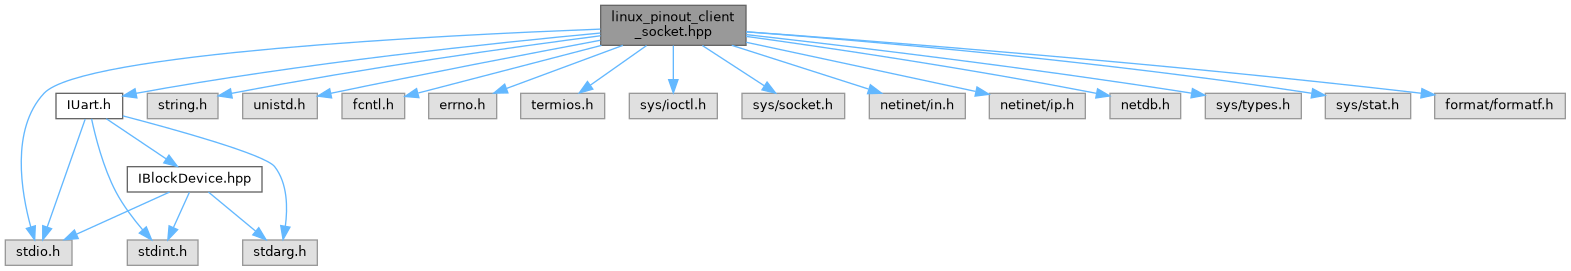 linux_pinout_client
_socket.hpp
IUart.h
string.h
unistd.h
fcntl.h
errno.h
termios.h
sys/ioctl.h
sys/socket.h
netinet/in.h
netinet/ip.h
netdb.h
sys/types.h
sys/stat.h
format/formatf.h
IBlockDevice.hpp
stdio.h
stdint.h
stdarg.h